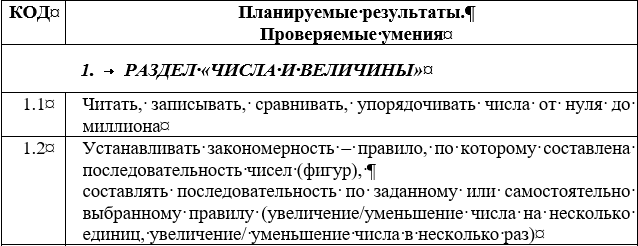 КОД¤
Планируемые·результаты.¶
Проверяемые·умения¤
1. → РАЗДЕЛ·«ЧИСЛА·И·ВЕЛИЧИНЫ»¤
1.1¤
Читать,· записывать,· сравнивать,· упорядочивать· числа· от· нуля· до·
миллиона¤
1.2¤
Устанавливать·закономерность·–·правило,·по·которому·составлена·
последовательность·чисел·(фигур),·¶
составлять· последовательность· по· заданному· или· самостоятельно·
выбранному· правилу· (увеличение/уменьшение· числа· на· несколько·
единиц,·увеличение/·уменьшение·числа·в·несколько·раз)¤